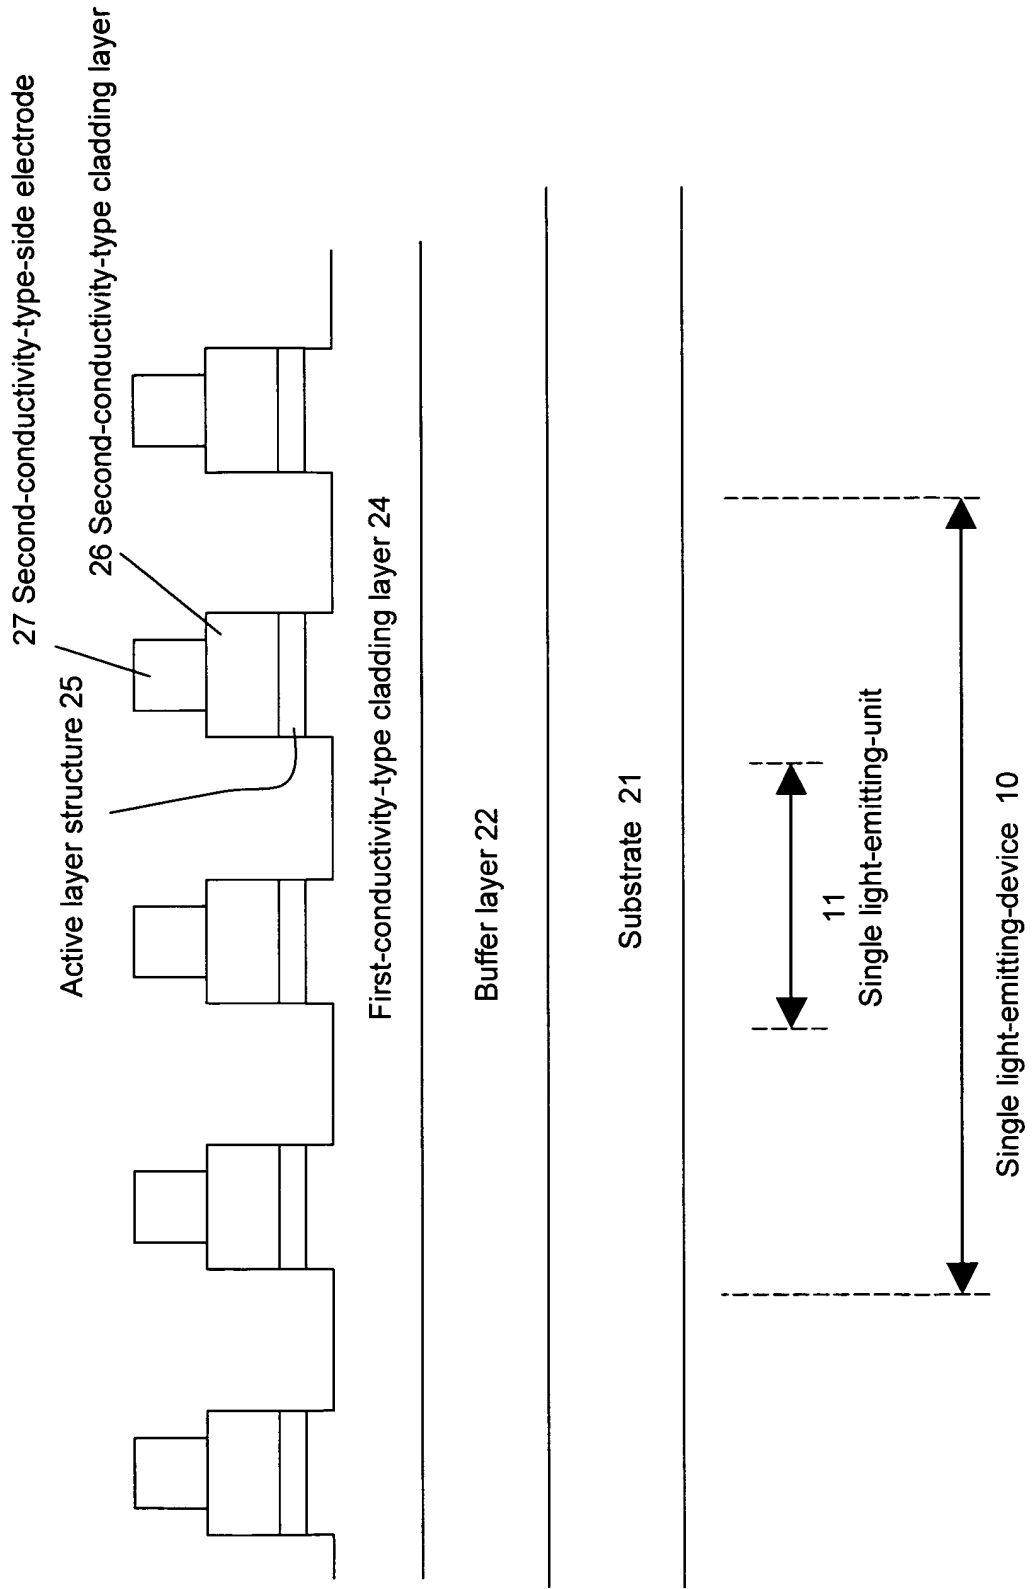 27 Second-conductivity-type-side electrode
26 Second-conductivity-type cladding layer
Active layer structure 25
First-conductivity-type cladding layer 24
Buffer layer 22
Substrate 21
11
Single light-emitting-unit
Single light-emitting-device 10